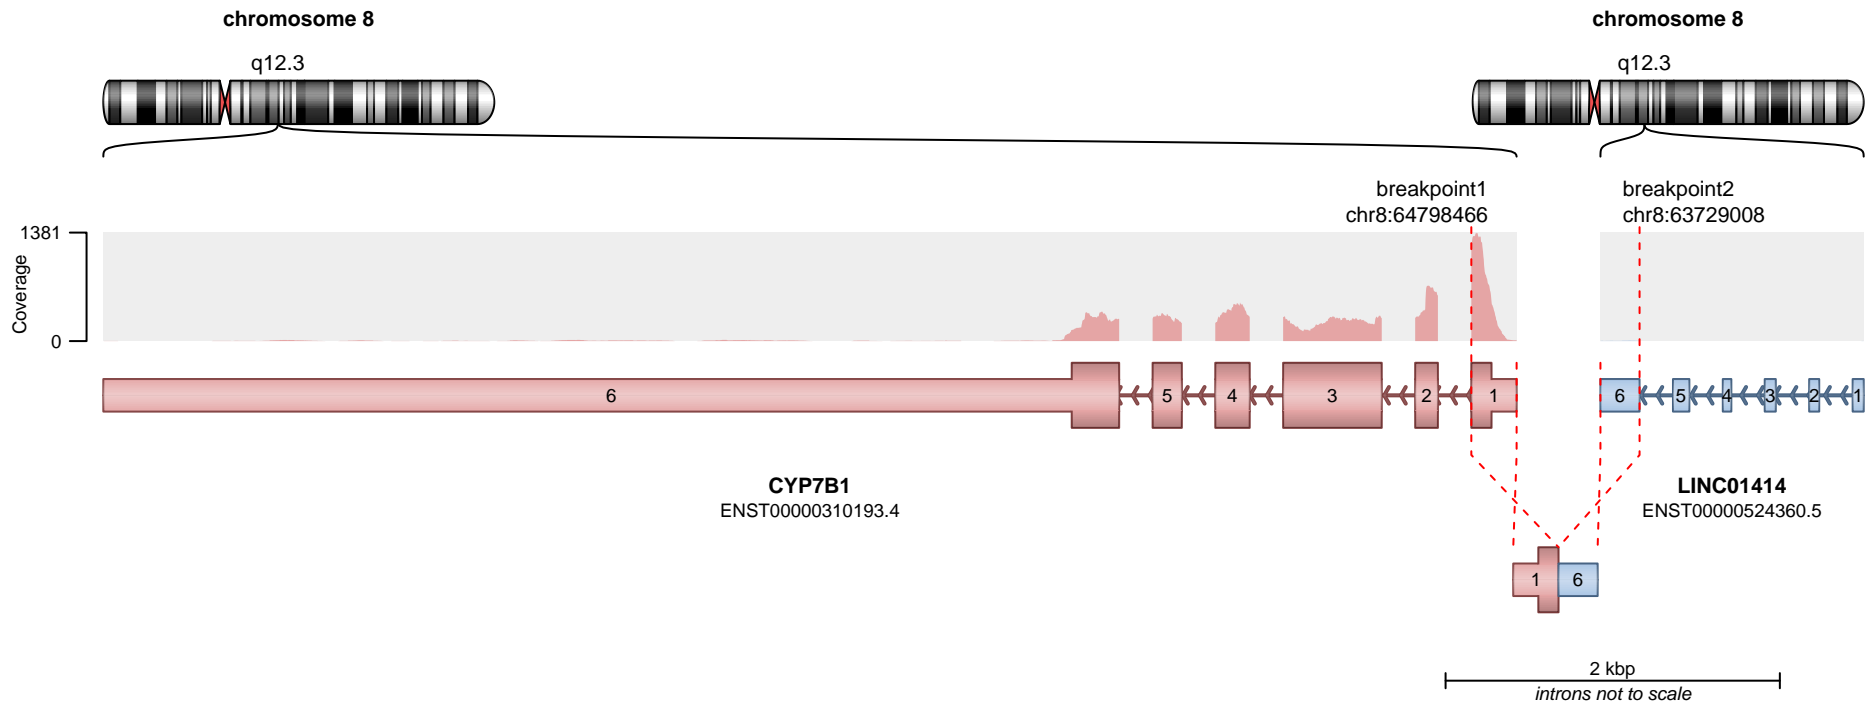 chromosome 8
chromosome 8
q12.3
q12.3
breakpoint1
chr8:64798466
breakpoint2
chr8:63729008
1381
Coverage
0
6
5
4
3
2
1
6
5
4
3
2
1
CYP7B1
ENST00000310193.4
LINC01414
ENST00000524360.5
1
6
2 kbp
introns not to scale